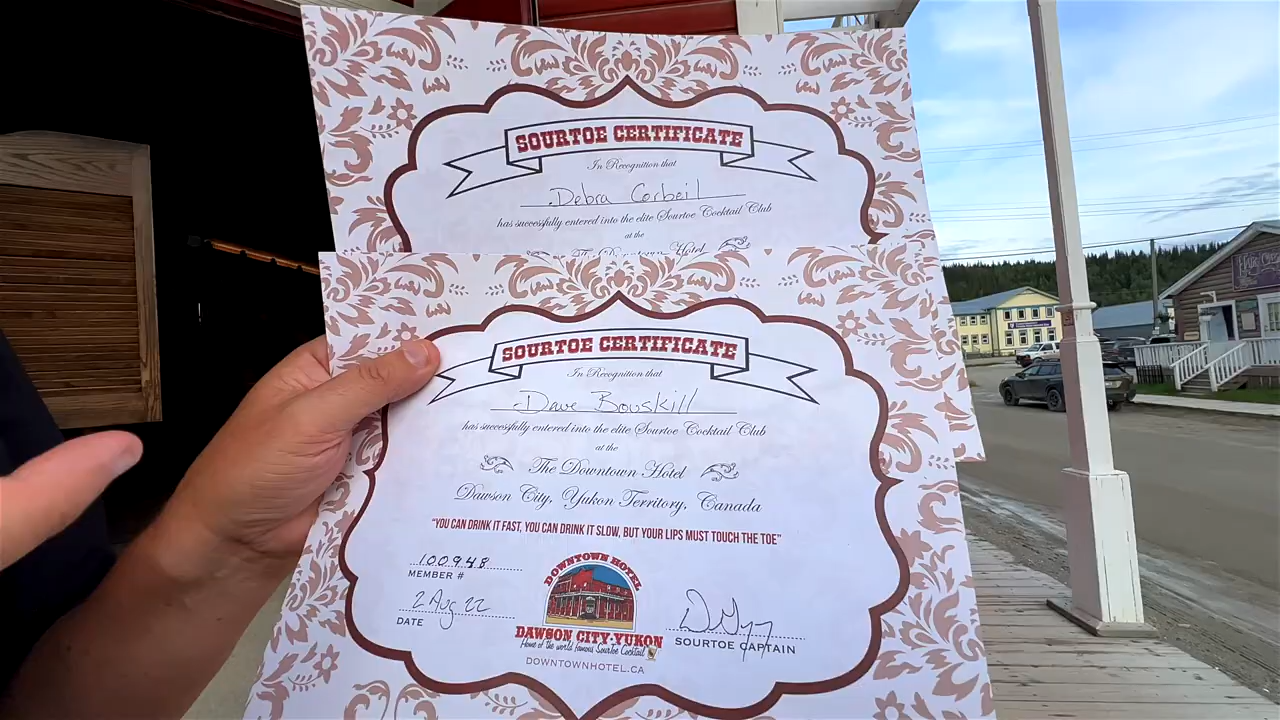 SOURTOE CERTIFICATE
In Recognition that
Debra Corbeil
has successfully entered into the elite Sourtoe Cocktail Club
at the
The Downtown Hotel
SOURTOE CERTIFICATE
In Recognition that
Dave Bouskill
has successfully entered into the elite Sourtoe Cocktail Club
at the
The Downtown Hotel
Dawson City, Yukon Territory, Canada
"YOU CAN DRINK IT FAST, YOU CAN DRINK IT SLOW, BUT YOUR LIPS MUST TOUCH THE TOE"
100948
MEMBER #
2 Aug 22
DATE
DOWNTOWN HOTEL
DAWSON CITY·YUKON
Home of the world famous Sourtoe Cocktail
DOWNTOWNHOTEL.CA
SOURTOE CAPTAIN